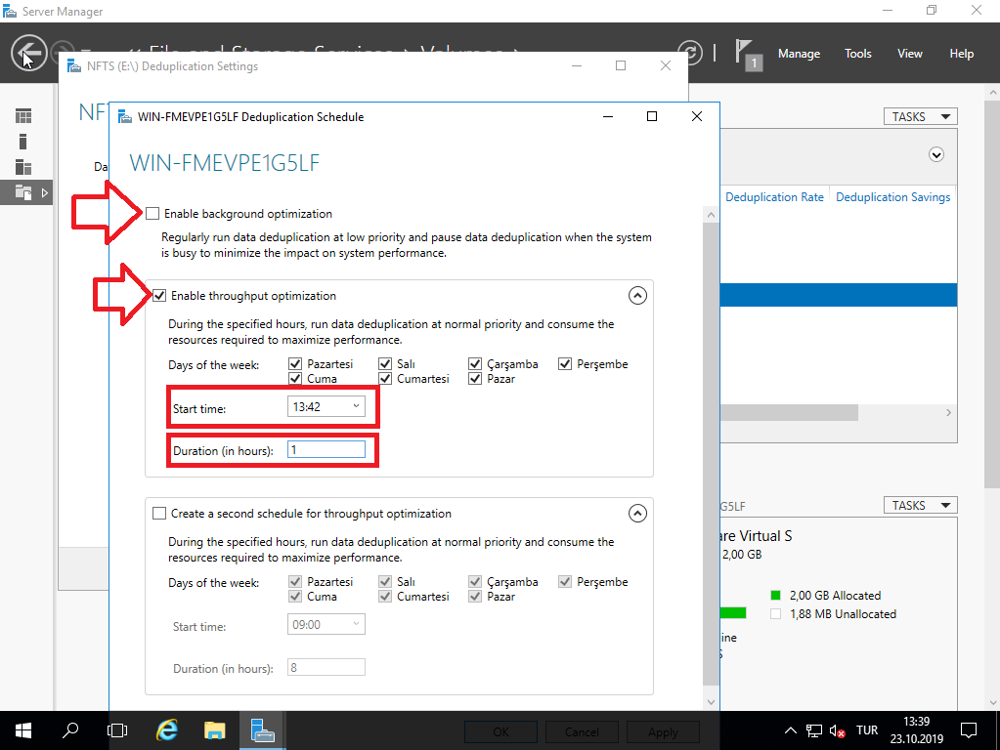 Server Manager
Manage
Tools
View
Help
1
NFTS (E:\) Deduplication Settings
NF
WIN-FMEVPE1G5LF Deduplication Schedule
TASKS
WIN-FMEVPE1G5LF
Da
Enable background optimization
Regularly run data deduplication at low priority and pause data deduplication when the system
is busy to minimize the impact on system performance.
Deduplication Rate
Deduplication Savings
Enable throughput optimization
During the specified hours, run data deduplication at normal priority and consume the
resources required to maximize performance.
Days of the week:
Pazartesi
Salı
Çarşamba
Perşembe
Cuma
Cumartesi
Pazar
Start time:
13:42
Duration (in hours):
1
Create a second schedule for throughput optimization
G5LF
TASKS
During the specified hours, run data deduplication at normal priority and consume the
resources required to maximize performance.
are Virtual S
2,00 GB
Days of the week:
Pazartesi
Salı
Çarşamba
Perşembe
Cuma
Cumartesi
Pazar
2,00 GB Allocated
1,88 MB Unallocated
Start time:
09:00
ine
Duration (in hours):
8
OK
Cancel
Apply
TUR
13:39
23.10.2019